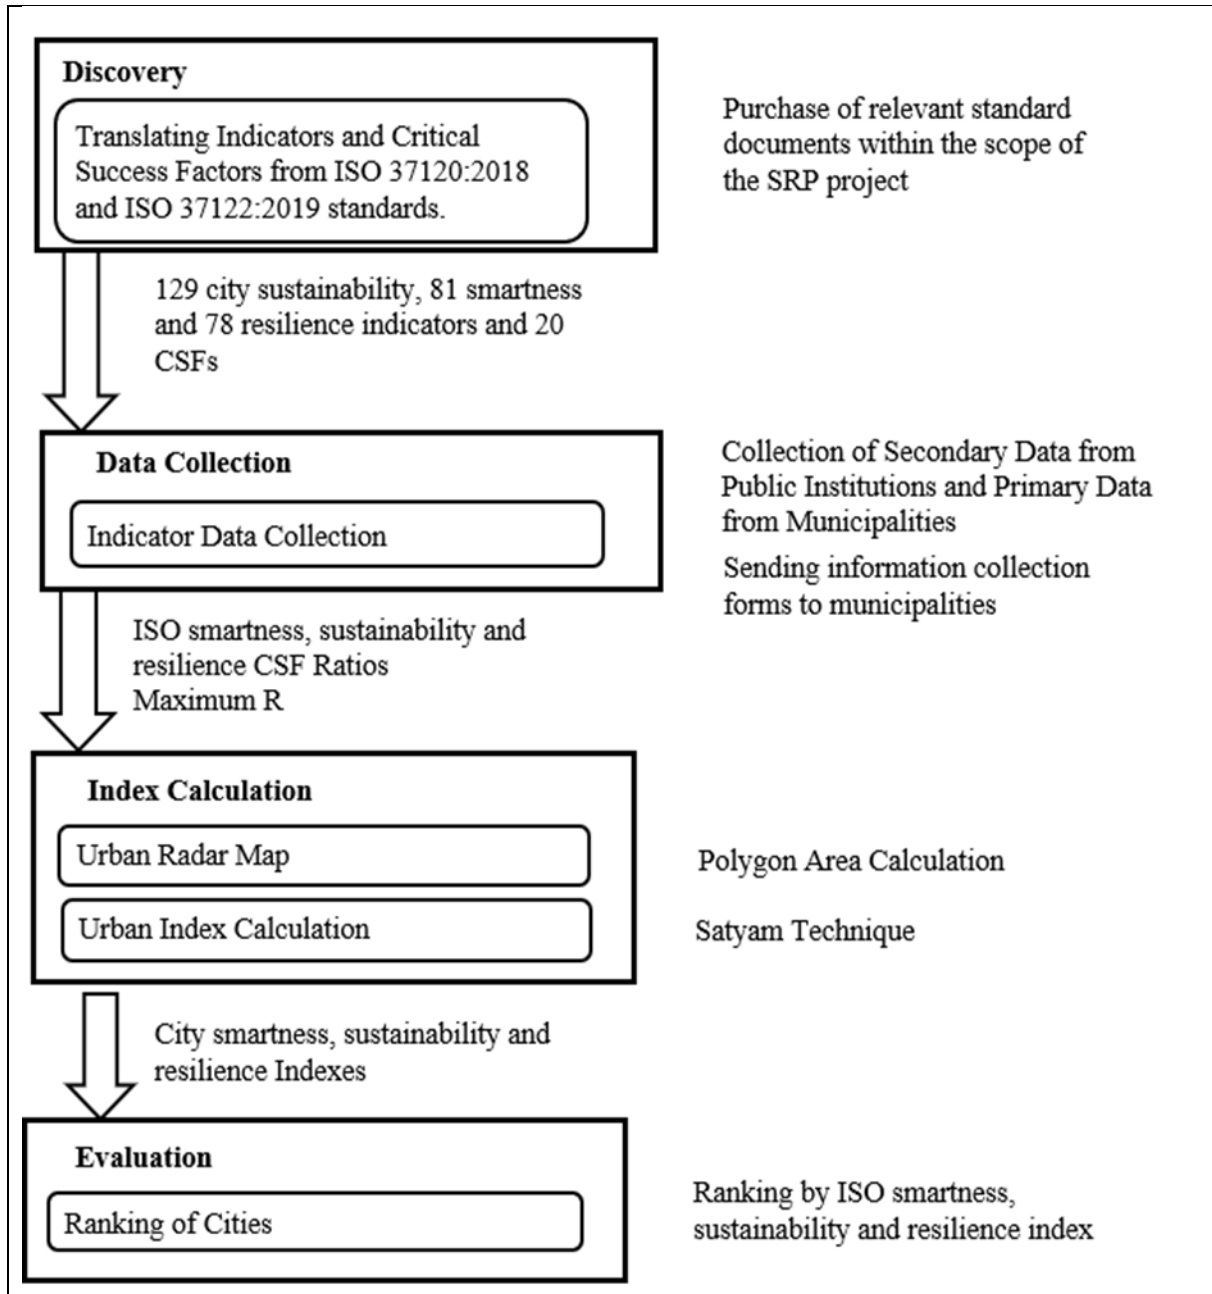 Discovery
Translating Indicators and Critical
Success Factors from ISO 37120:2018
and ISO 37122:2019 standards.
Purchase of relevant standard
documents within the scope of
the SRP project
129 city sustainability, 81 smartness
and 78 resilience indicators and 20
CSFs
Data Collection
Indicator Data Collection
Collection of Secondary Data from
Public Institutions and Primary Data
from Municipalities
Sending information collection
forms to municipalities
ISO smartness, sustainability and
resilience CSF Ratios
Maximum R
Index Calculation
Urban Radar Map
Polygon Area Calculation
Urban Index Calculation
Satyam Technique
City smartness, sustainability and
resilience Indexes
Evaluation
Ranking of Cities
Ranking by ISO smartness,
sustainability and resilience index